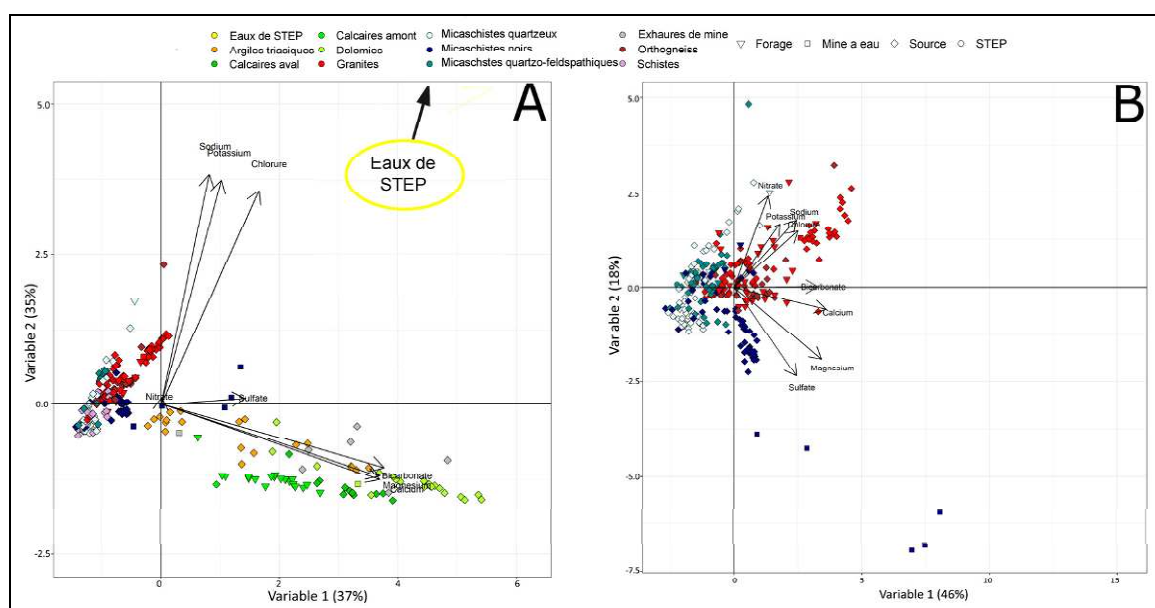 Eaux de STEP Calcaires amont Micaschistes quartzeux Exhaures de mine
Argiles triasiques Dolomies Micaschistes noirs Orthogneiss Forage Mine a eau Source STEP
Calcaires aval Granites Micaschstes quartzo-feldspathiques Schistes
A
Eaux de
STEP
Sodium
Potassium
Chlorure
Nitrate
Sulfate
Bicarbonate
Magnesium
Calcium
5.0
2.5
0.0
-2.5
0 2 4 6
Variable 1 (37%)
Variable 2 (35%)
B
Nitrate
Sodium
Potassium
Bicarbonate
Calcium
Magnesium
Sulfate
5.0
2.5
0.0
-2.5
-5.0
-7.5
0 5 10 15
Variable 1 (46%)
Variable 2 (18%)